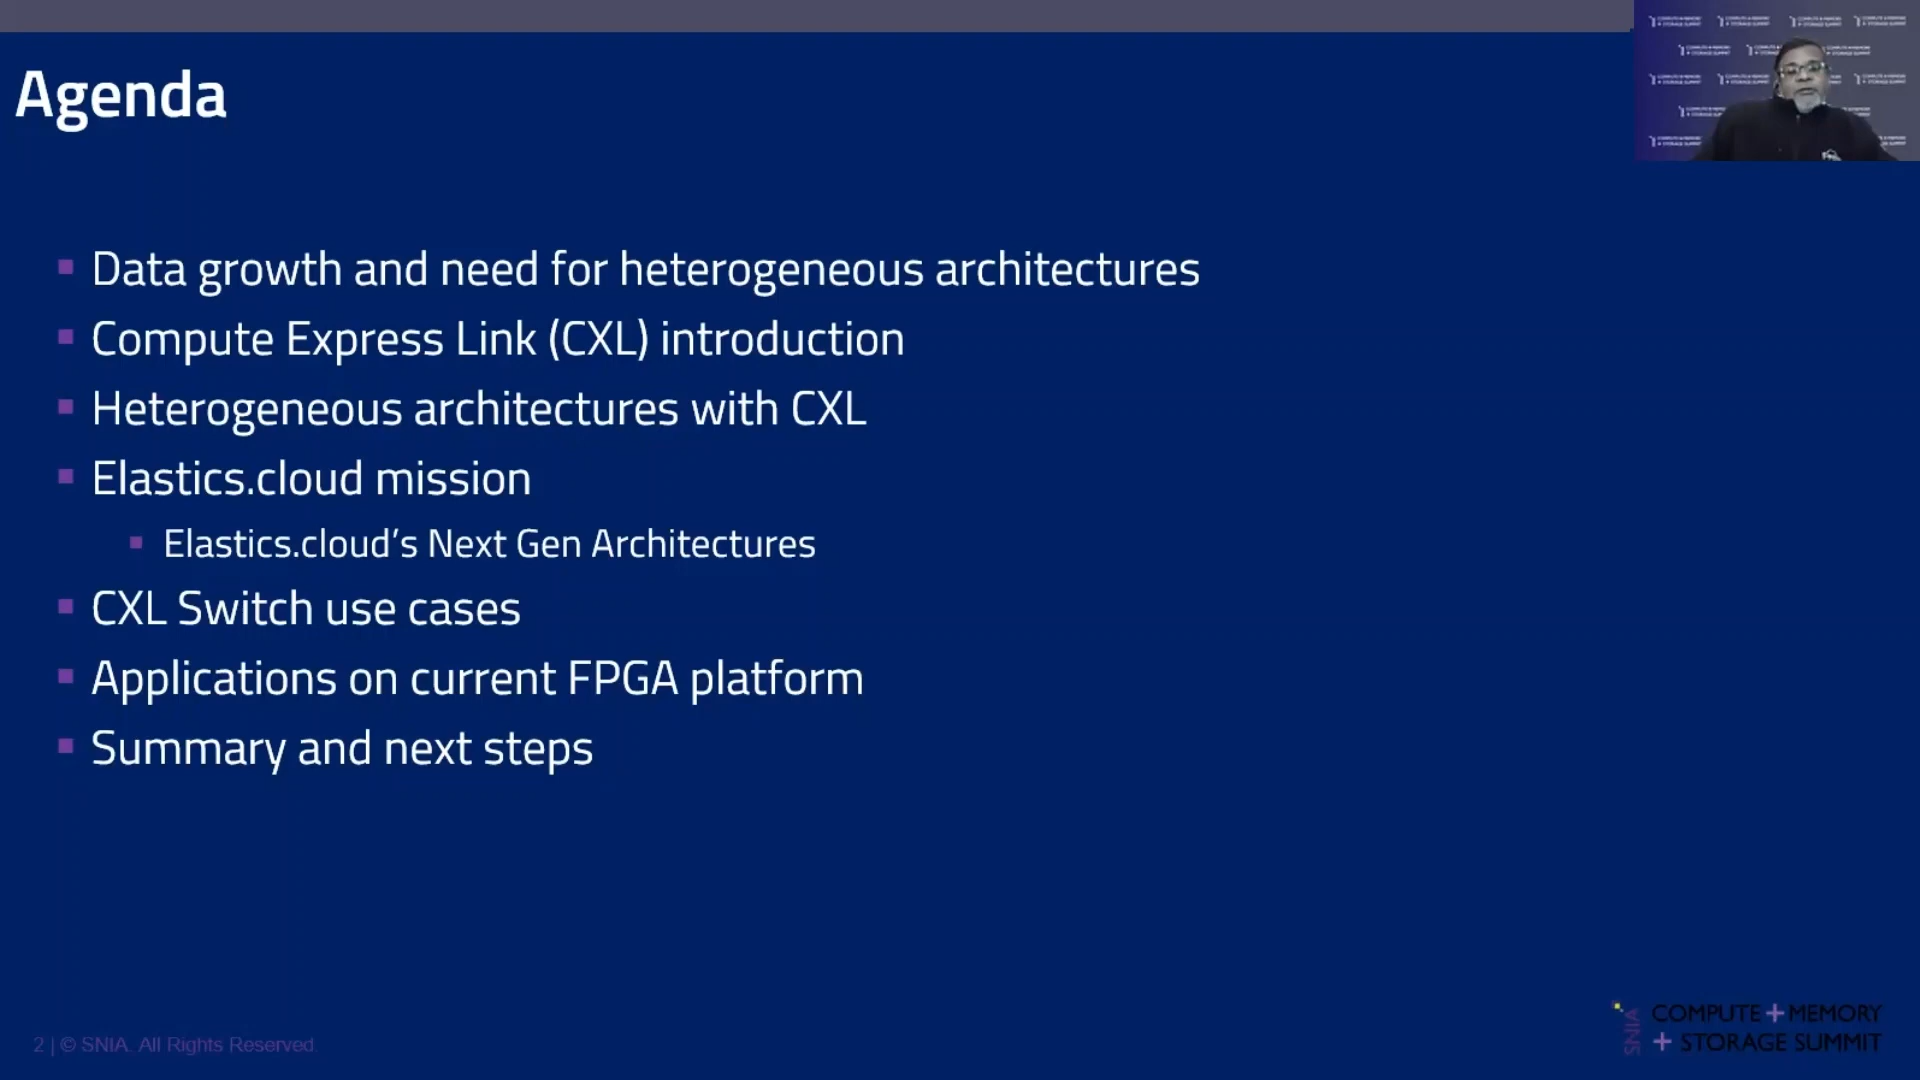 Agenda
Data growth and need for heterogeneous architectures
Compute Express Link (CXL) introduction
Heterogeneous architectures with CXL
Elastics.cloud mission
Elastics.cloud’s Next Gen Architectures
CXL Switch use cases
Applications on current FPGA platform
Summary and next steps
2 | © SNIA. All Rights Reserved.
SNIA
COMPUTE + MEMORY
+ STORAGE SUMMIT